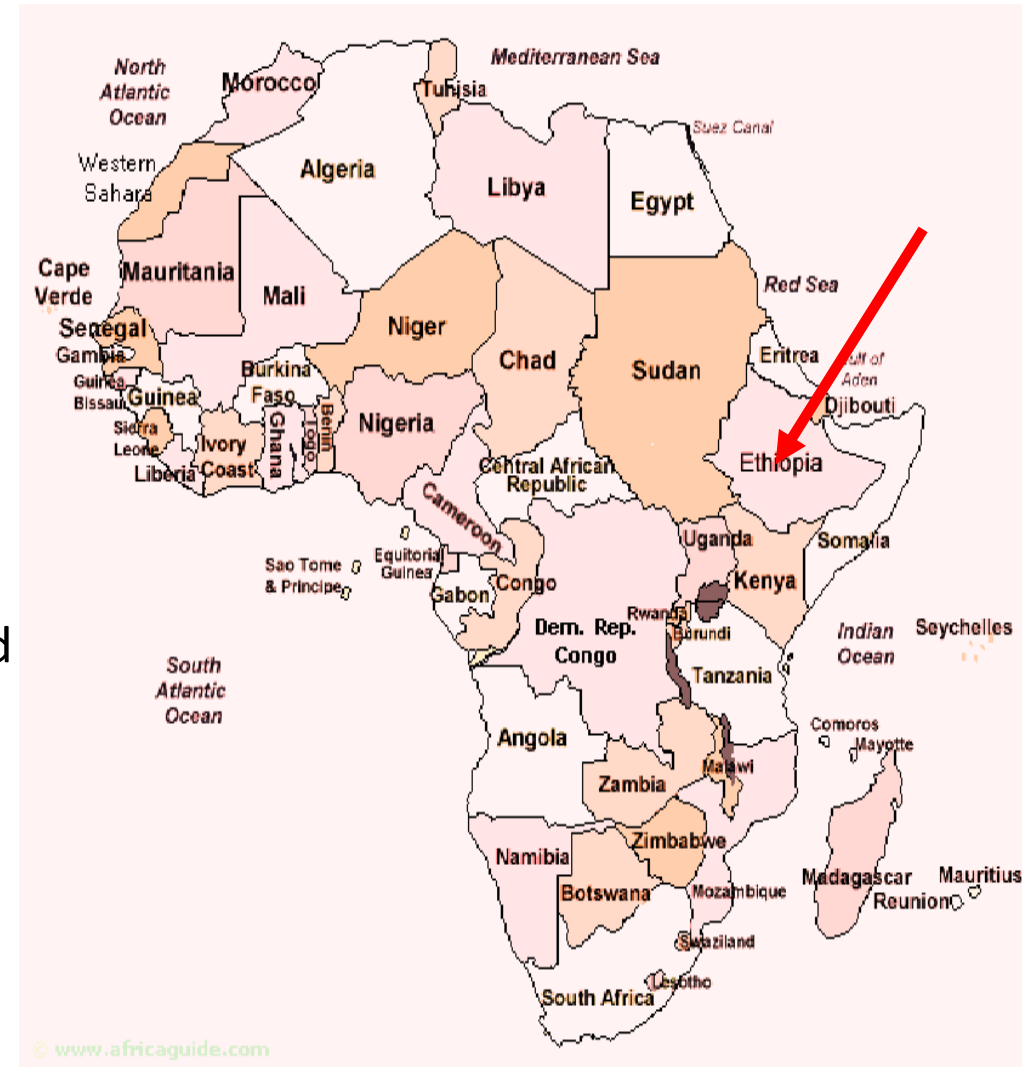 Mediterranean Sea
North
Atlantic
Ocean
Morocco
Tunisia
Suez Canal
Western
Sahara
Algeria
Libya
Egypt
Cape
Verde
Mauritania
Mali
Niger
Chad
Sudan
Red Sea
Senegal
Gambia
Guinea
Bissau
Guinea
Burkina
Faso
Eritrea
Gulf of
Aden
Djibouti
Sierra
Leone
Liberia
Ivory
Coast
Ghana
Togo
Benin
Nigeria
Ethiopia
Central African
Republic
Cameroon
Uganda
Somalia
Sao Tome
& Principe
Equitorial
Guinea
Gabon
Congo
Kenya
Rwanda
Burundi
Dem. Rep.
Congo
d
Indian
Ocean
Seychelles
Tanzania
South
Atlantic
Ocean
Angola
Comoros
Mayotte
Malawi
Zambia
Zimbabwe
Namibia
Botswana
Mozambique
Madagascar
Mauritius
Reunion
Swaziland
Lesotho
South Africa
© www.africaguide.com